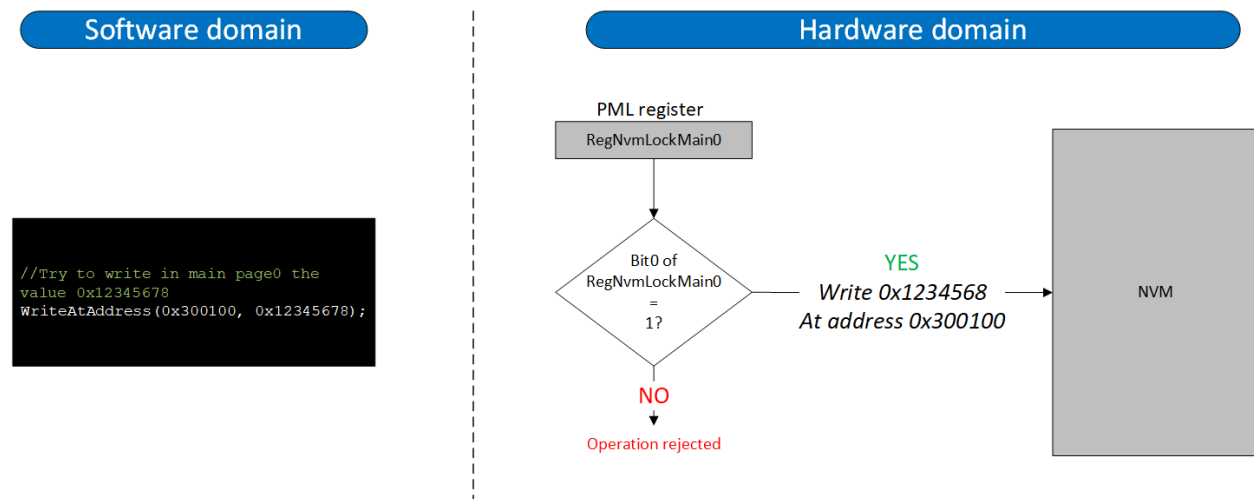 Software domain
Hardware domain
PML register
RegNvmLockMain0
//Try to write in main page0 the
value 0x12345678
WriteAtAddress(0x300100, 0x12345678);
Bit0 of
RegNvmLockMain0
=
1?
YES
Write 0x1234568
At address 0x300100
NVM
NO
Operation rejected